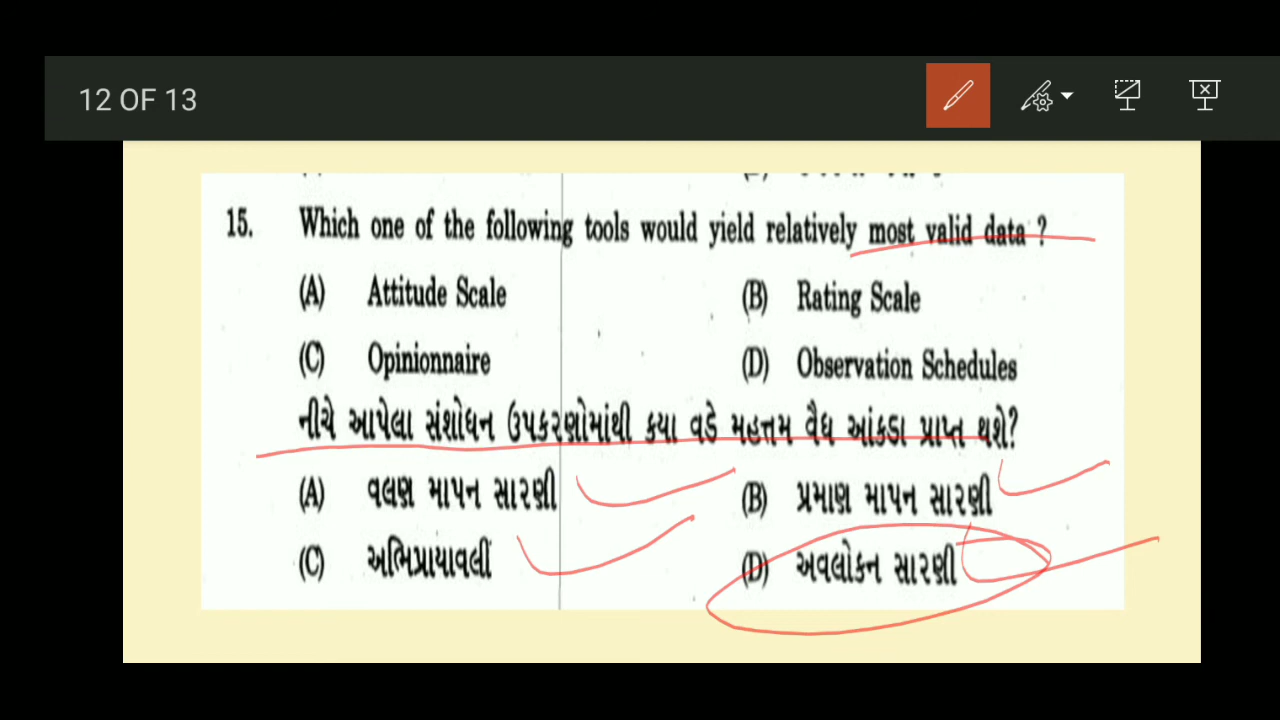 12 OF 13
15. Which one of the following tools would yield relatively most valid data ?
(A) Attitude Scale (B) Rating Scale
(C) Opinionnaire (D) Observation Schedules
નીચે આપેલા સંશોધન ઉપકરણોમાંથી કયા વડે મહત્તમ વૈધ આંકડા પ્રાપ્ત થશે?
(A) વલણ માપન સારણી (B) પ્રમાણ માપન સારણી
(C) અભિપ્રાયાવલી (D) અવલોકન સારણી